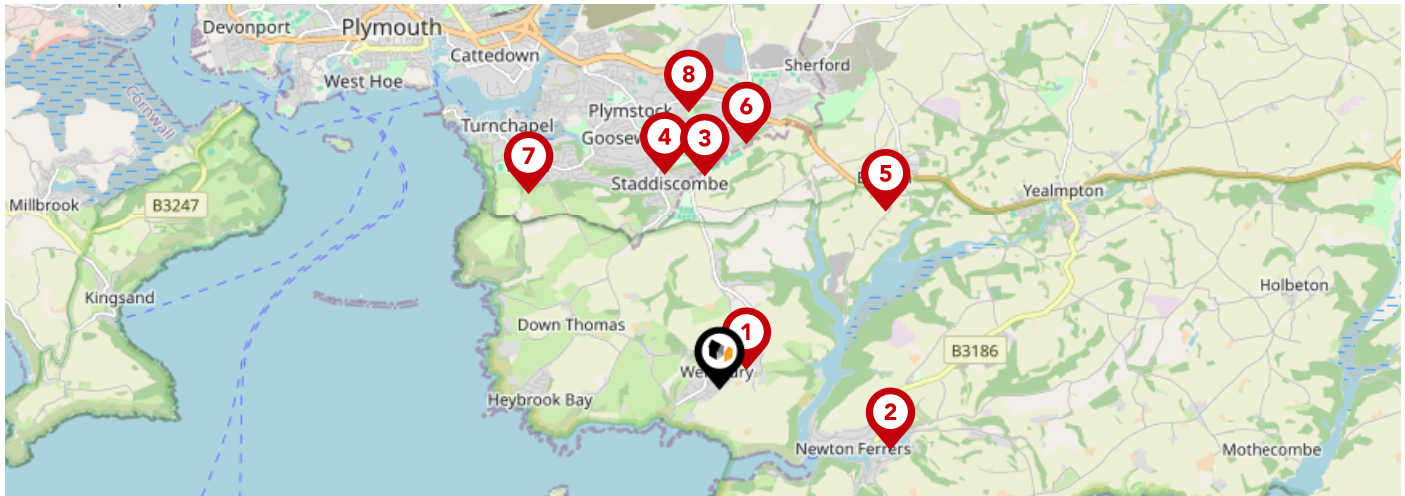 Devonport
Plymouth
Cattedown
West Hoe
Sherford
8
Cornwall
Plymstock
6
Turnchapel
Goosew
4
3
7
5
Staddiscombe
Yealmpton
Millbrook
B3247
Holbeton
Kingsand
Down Thomas
1
B3186
Heybrook Bay
2
Newton Ferrers
Mothecombe